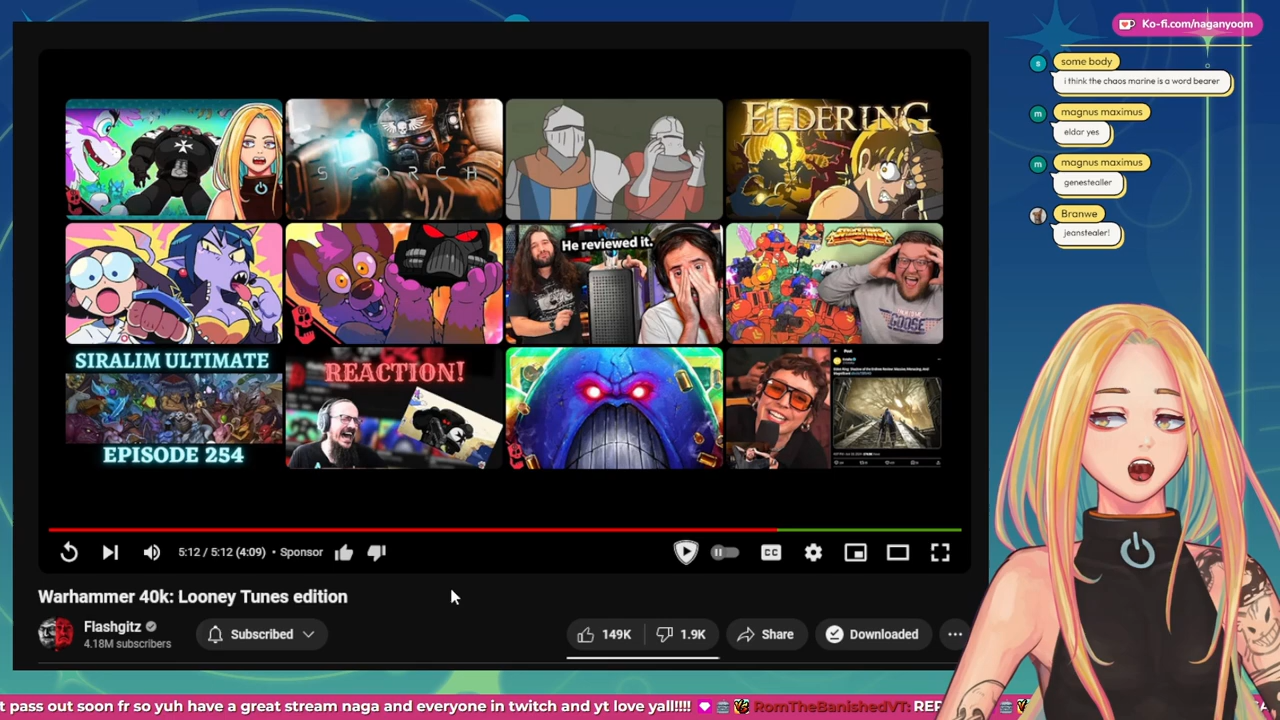 Ko-fi.com/naganyoom
some body
i think the chaos marine is a word bearer
magnus maximus
eldar yes
magnus maximus
genesteäller
Branwe
jeanstealer!
ELDERING
He reviewed it.
SIRALIM ULTIMATE
EPISODE 254
REACTION!
5:12 / 5:12 (4:09) • Sponsor
CC
Warhammer 40k: Looney Tunes edition
Flashgitz
4.18M subscribers
Subscribed
149K
1.9K
Share
Downloaded
t pass out soon fr so yuh have a great stream naga and everyone in twitch and yt love yall!!!! RomTheBanishedVT: REP